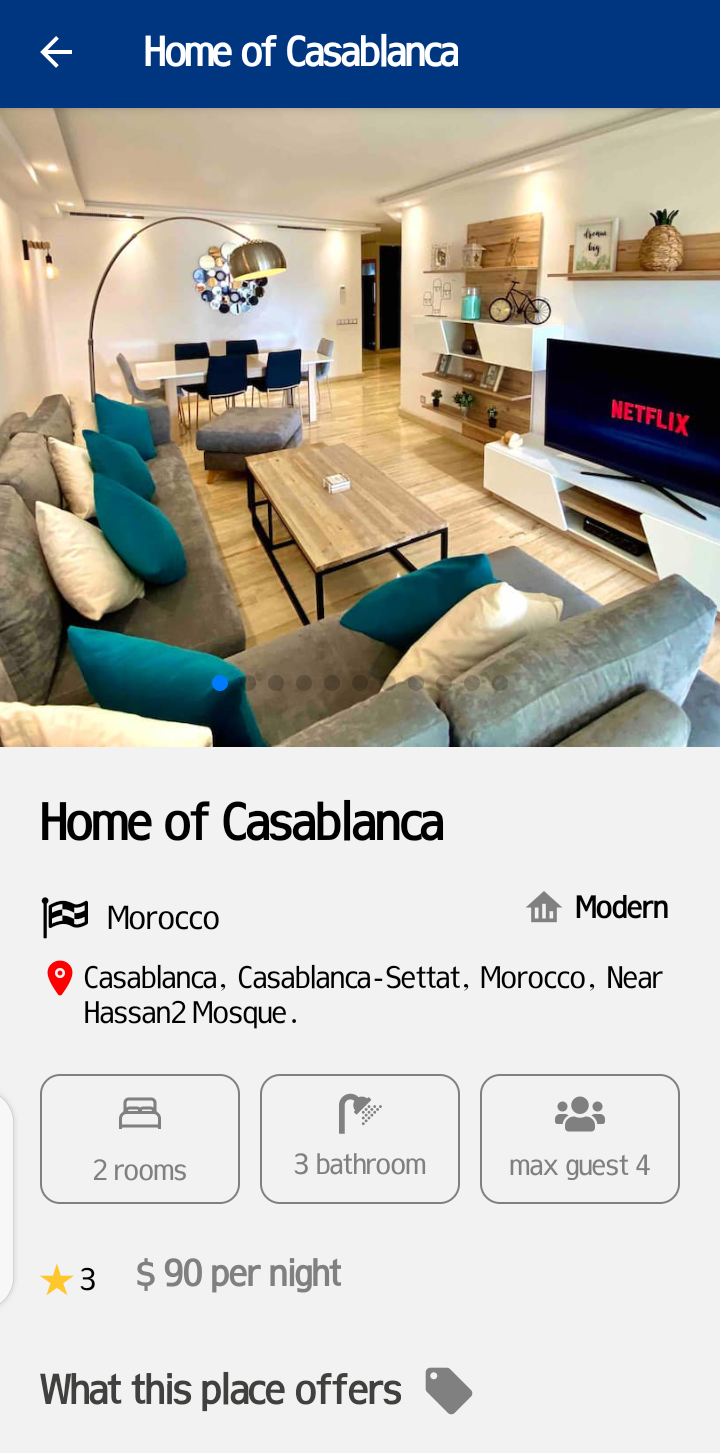 Home of Casablanca
dream
big
NETFLIX
Home of Casablanca
Morocco
Modern
Casablanca, Casablanca-Settat, Morocco, Near
Hassan2 Mosque.
2 rooms
3 bathroom
max guest 4
3
$ 90 per night
What this place offers